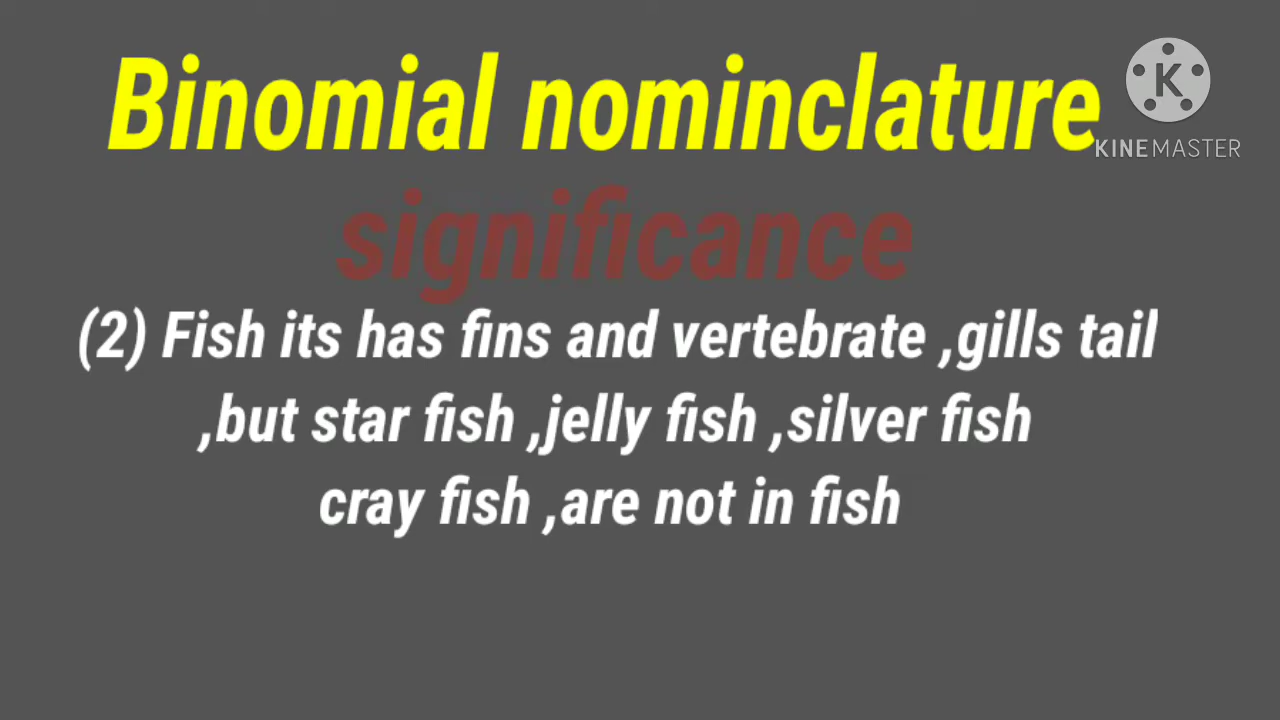 Binomial nominclature
K
KINEMASTER
significance
(2) Fish its has fins and vertebrate ,gills tail
,but star fish ,jelly fish ,silver fish
cray fish ,are not in fish